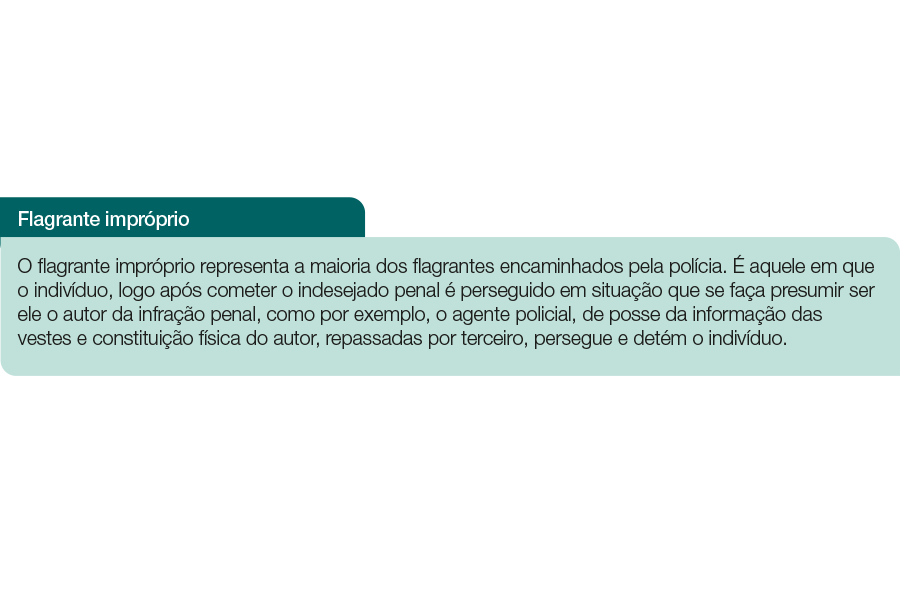 Flagrante impróprio
O flagrante impróprio representa a maioria dos flagrantes encaminhados pela polícia. É aquele em que
o indivíduo, logo após cometer o indesejado penal é perseguido em situação que se faça presumir ser
ele o autor da infração penal, como por exemplo, o agente policial, de posse da informação das
vestes e constituição física do autor, repassadas por terceiro, persegue e detém o indivíduo.